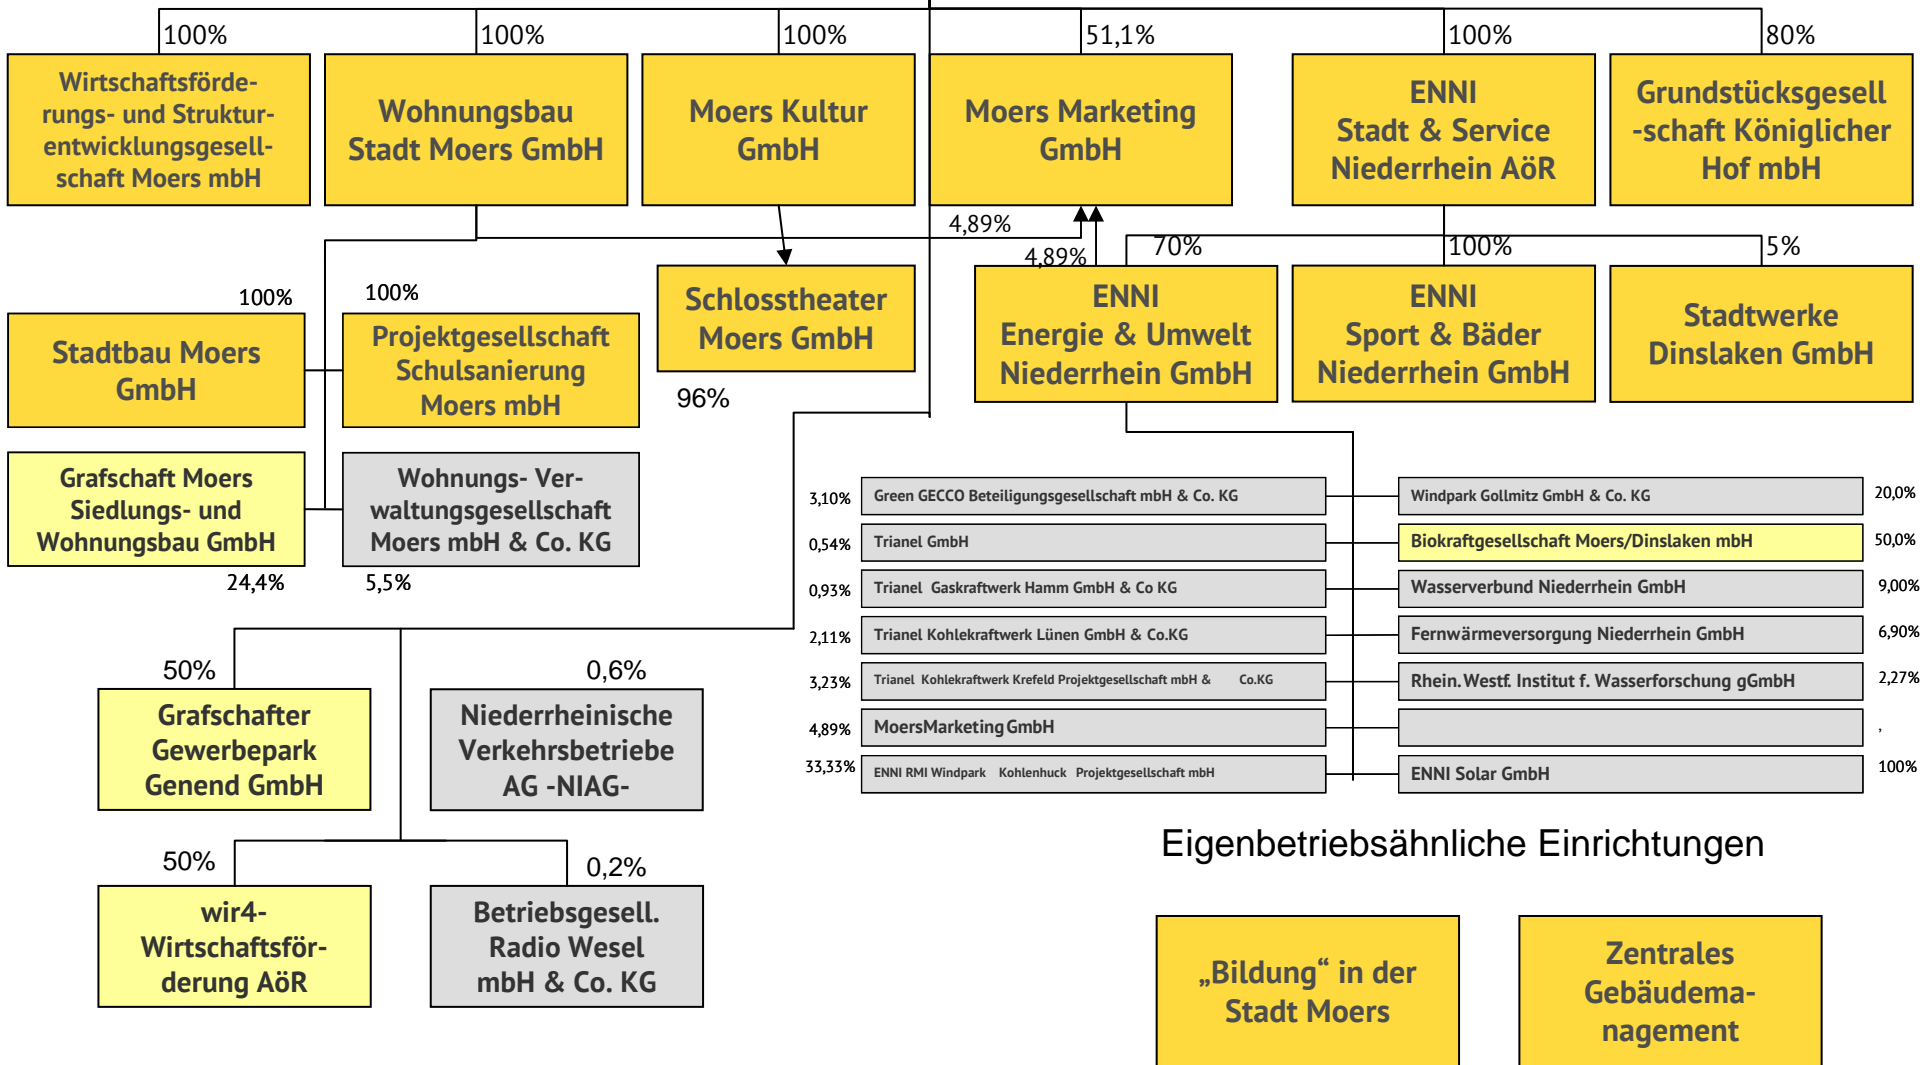 100%
100%
100%
51,1%
100%
80%
Wirtschaftsförde-
rungs- und Struktur-
entwicklungsgesell-
schaft Moers mbH
Wohnungsbau
Stadt Moers GmbH
Moers Kultur
GmbH
Moers Marketing
GmbH
ENNI
Stadt & Service
Niederrhein AöR
Grundstücksgesell
-schaft Königlicher
Hof mbH
4,89%
4,89%
70%
100%
5%
100%
100%
Stadtbau Moers
GmbH
Projektgesellschaft
Schulsanierung
Moers mbH
Schlosstheater
Moers GmbH
96%
ENNI
Energie & Umwelt
Niederrhein GmbH
ENNI
Sport & Bäder
Niederrhein GmbH
Stadtwerke
Dinslaken GmbH
Grafschaft Moers
Siedlungs- und
Wohnungsbau GmbH
24,4%
Wohnungs- Ver-
waltungsgesellschaft
Moers mbH & Co. KG
5,5%
3,10% Green GECCO Beteiligungsgesellschaft mbH & Co. KG
Windpark Gollmitz GmbH & Co. KG 20,0%
0,54% Trianel GmbH
Biokraftgesellschaft Moers/Dinslaken mbH 50,0%
0,93% Trianel Gaskraftwerk Hamm GmbH & Co KG
Wasserverbund Niederrhein GmbH 9,00%
2,11% Trianel Kohlekraftwerk Lünen GmbH & Co.KG
Fernwärmeversorgung Niederrhein GmbH 6,90%
3,23% Trianel Kohlekraftwerk Krefeld Projektgesellschaft mbH & Co.KG
Rhein. Westf. Institut f. Wasserforschung gGmbH 2,27%
4,89% MoersMarketing GmbH
,
33,33% ENNI RMI Windpark Kohlenhuck Projektgesellschaft mbH
ENNI Solar GmbH 100%
50%
0,6%
Grafschafter
Gewerbepark
Genend GmbH
Niederrheinische
Verkehrsbetriebe
AG -NIAG-
50%
0,2%
wir4-
Wirtschaftsför-
derung AöR
Betriebsgesell.
Radio Wesel
mbH & Co. KG
Eigenbetriebsähnliche Einrichtungen
„Bildung“ in der
Stadt Moers
Zentrales
Gebäudema-
nagement